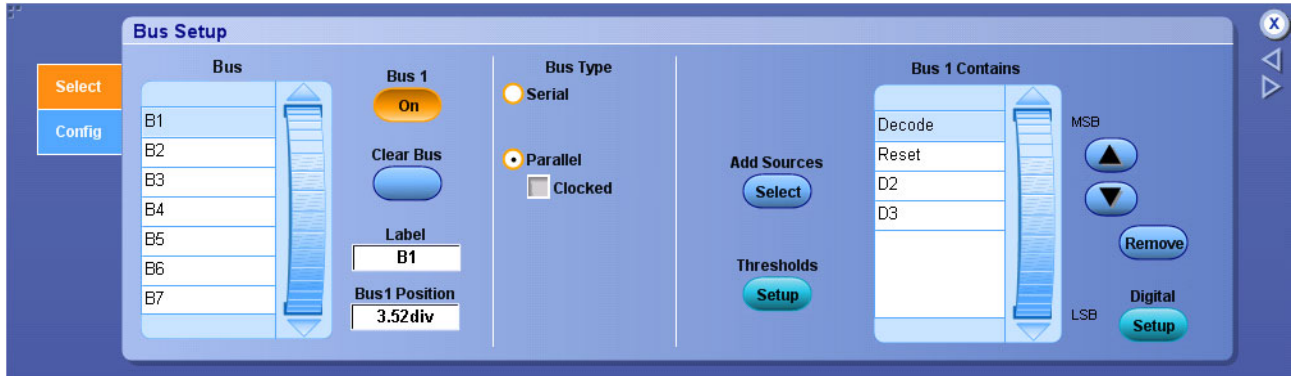 Bus Setup
X
Select
Config
Bus
B1
B2
B3
B4
B5
B6
B7
Bus 1
On
Clear Bus
Label
B1
Bus1 Position
3.52div
Bus Type
Serial
Parallel
Clocked
Add Sources
Select
Thresholds
Setup
Bus 1 Contains
Decode
Reset
D2
D3
MSB
Remove
LSB
Digital
Setup